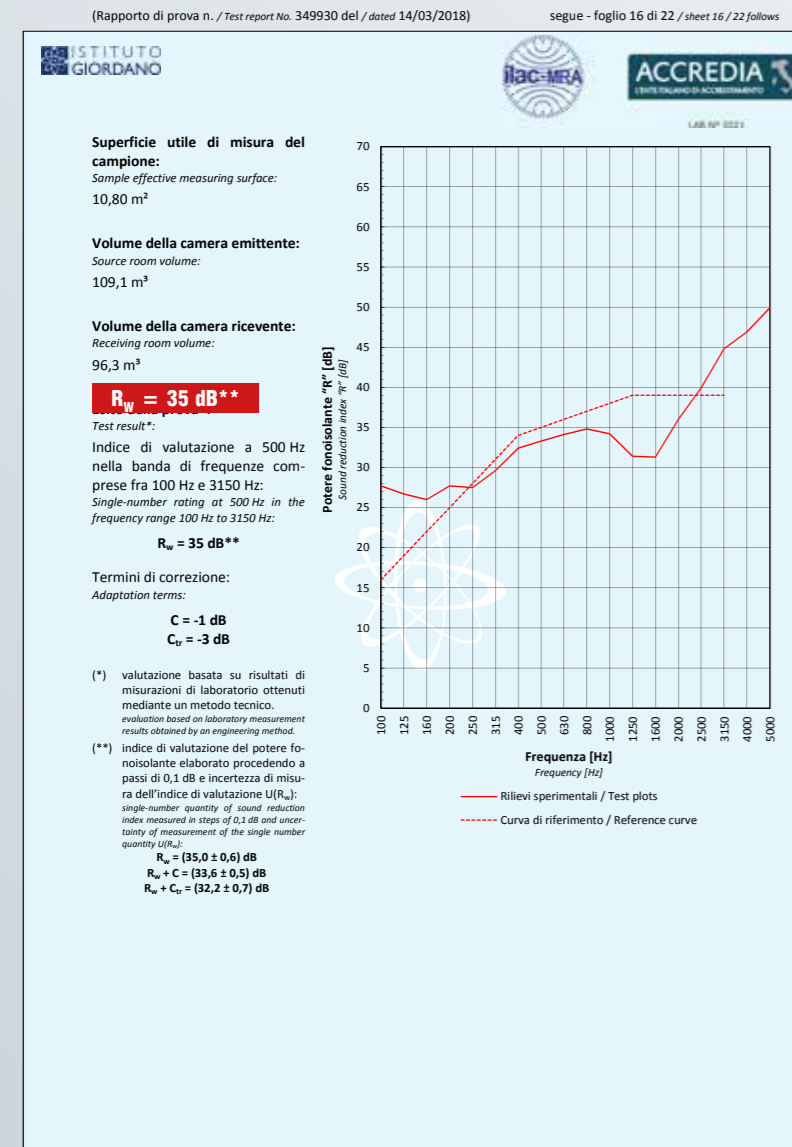 (Rapporto di prova n. / Test report No. 349930 del / dated 14/03/2018)
segue - foglio 16 di 22 / sheet 16 / 22 follows
ISTITUTO
GIORDANO
ilac-MRA
ACCREDIA
L'ENTE ITALIANO DI ACCREDITAMENTO
LAB N° 0021
Superficie utile di misura del
campione:
Sample effective measuring surface:
10,80 m²
Volume della camera emittente:
Source room volume:
109,1 m³
Volume della camera ricevente:
Receiving room volume:
96,3 m³
Rw = 35 dB**
Test result*:
Indice di valutazione a 500 Hz
nella banda di frequenze com-
prese fra 100 Hz e 3150 Hz:
Single-number rating at 500 Hz in the
frequency range 100 Hz to 3150 Hz:
Rw = 35 dB**
Termini di correzione:
Adaptation terms:
C = -1 dB
Ctr = -3 dB
(*) valutazione basata su risultati di
misurazioni di laboratorio ottenuti
mediante un metodo tecnico.
evaluation based on laboratory measurement
results obtained by an engineering method.
(**) indice di valutazione del potere fo-
noisolante elaborato procedendo a
passi di 0,1 dB e incertezza di misu-
ra dell'indice di valutazione U(Rw):
single-number quantity of sound reduction
index measured in steps of 0,1 dB and uncer-
tainty of measurement of the single number
quantity U(Rw):
Rw = (35,0 ± 0,6) dB
Rw + C = (33,6 ± 0,5) dB
Rw + Ctr = (32,2 ± 0,7) dB
Potere fonoisolante "R" [dB]
Sound reduction index "R" [dB]
70
65
60
55
50
45
40
35
30
25
20
15
10
5
0
100
125
160
200
250
315
400
500
630
800
1000
1250
1600
2000
2500
3150
4000
5000
Frequenza [Hz]
Frequency [Hz]
Rilievi sperimentali / Test plots
Curva di riferimento / Reference curve